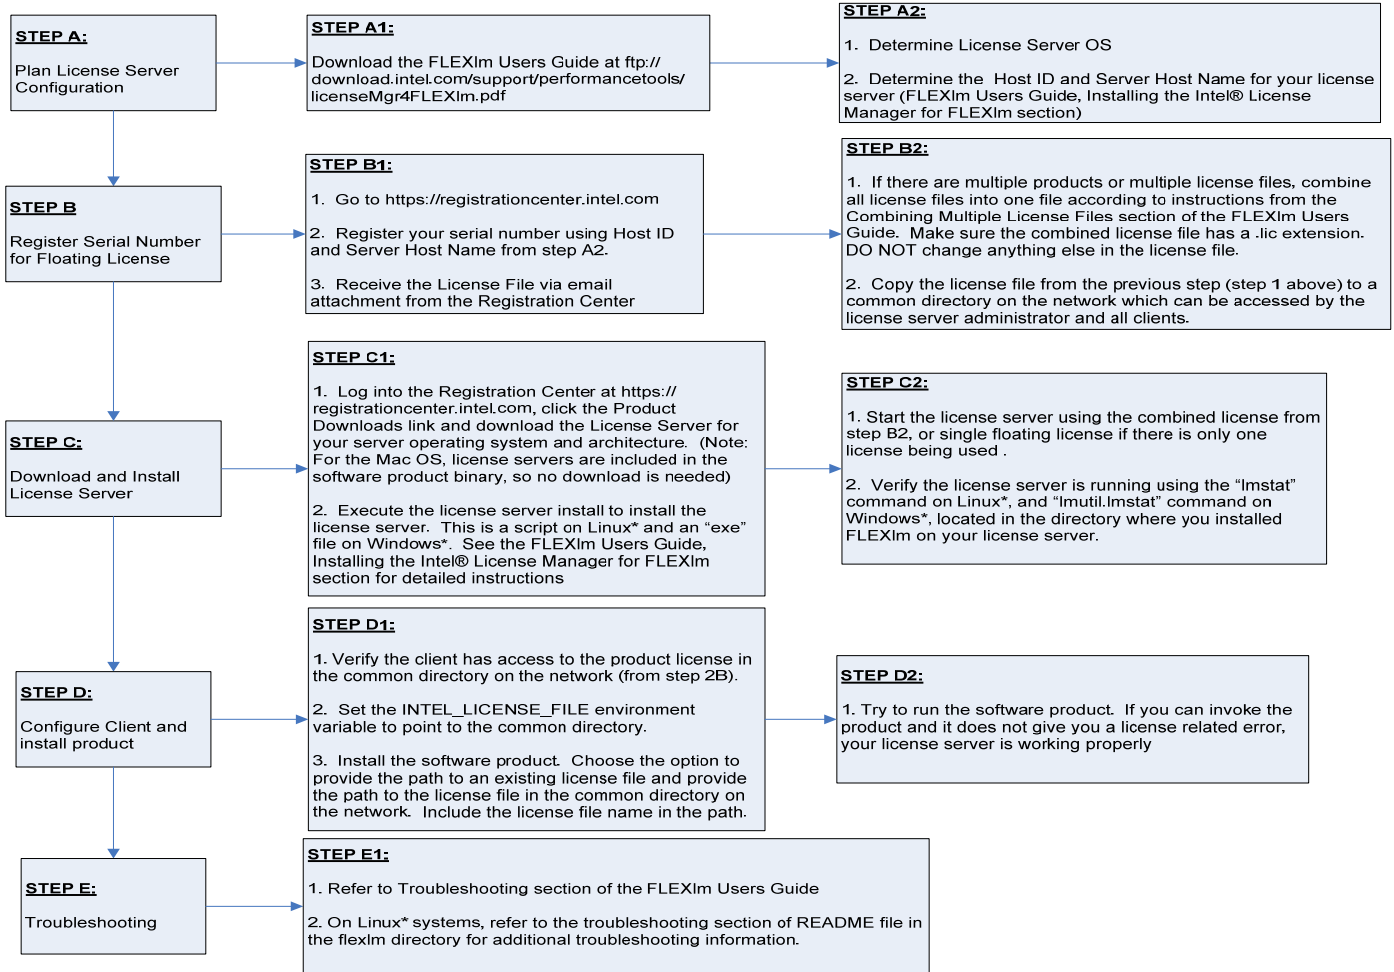 STEP A:
Plan License Server
Configuration
STEP A1:
Download the FLEXlm Users Guide at ftp://
download.intel.com/support/performancetools/
licenseMgr4FLEXlm.pdf
STEP A2:
1.  Determine License Server OS
2.  Determine the  Host ID and Server Host Name for your license
server (FLEXlm Users Guide, Installing the Intel® License
Manager for FLEXlm section)
STEP B
Register Serial Number
for Floating License
STEP B1:
1.  Go to https://registrationcenter.intel.com
2.  Register your serial number using Host ID
and Server Host Name from step A2.
3.  Receive the License File via email
attachment from the Registration Center
STEP B2:
1.  If there are multiple products or multiple license files, combine
all license files into one file according to instructions from the
Combining Multiple License Files section of the FLEXlm Users
Guide.  Make sure the combined license file has a .lic extension.
DO NOT change anything else in the license file.
2.  Copy the license file from the previous step (step 1 above) to a
common directory on the network which can be accessed by the
license server administrator and all clients.
STEP C:
Download and Install
License Server
STEP C1:
1.  Log into the Registration Center at https://
registrationcenter.intel.com, click the Product
Downloads link and download the License Server for
your server operating system and architecture.  (Note:
For the Mac OS, license servers are included in the
software product binary, so no download is needed)
2.  Execute the license server install to install the
license server.  This is a script on Linux* and an “exe”
file on Windows*.  See the FLEXlm Users Guide,
Installing the Intel® License Manager for FLEXlm
section for detailed instructions
STEP C2:
1. Start the license server using the combined license from
step B2, or single floating license if there is only one
license being used .
2.  Verify the license server is running using the “lmstat”
command on Linux*, and “lmutil.lmstat” command on
Windows*, located in the directory where you installed
FLEXlm on your license server.
STEP D:
Configure Client and
install product
STEP D1:
1. Verify the client has access to the product license in
the common directory on the network (from step 2B).
2.  Set the INTEL_LICENSE_FILE environment
variable to point to the common directory.
3.  Install the software product.  Choose the option to
provide the path to an existing license file and provide
the path to the license file in the common directory on
the network.  Include the license file name in the path.
STEP D2:
1. Try to run the software product.  If you can invoke the
product and it does not give you a license related error,
your license server is working properly
STEP E:
Troubleshooting
STEP E1:
1. Refer to Troubleshooting section of the FLEXlm Users Guide
2. On Linux* systems, refer to the troubleshooting section of README file in
the flexlm directory for additional troubleshooting information.